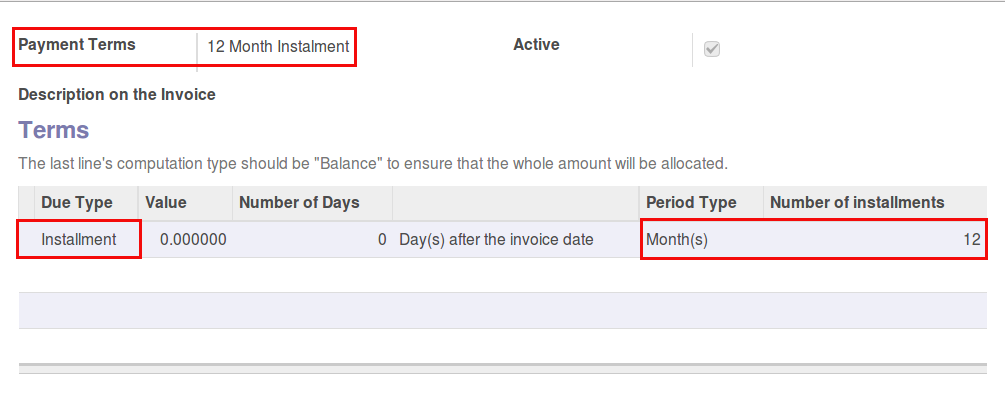 Payment Terms 12 Month Instalment Active
Description on the Invoice
Terms
The last line's computation type should be "Balance" to ensure that the whole amount will be allocated.
Due Type Value Number of Days Period Type Number of installments
Installment 0.000000 0 Day(s) after the invoice date Month(s) 12